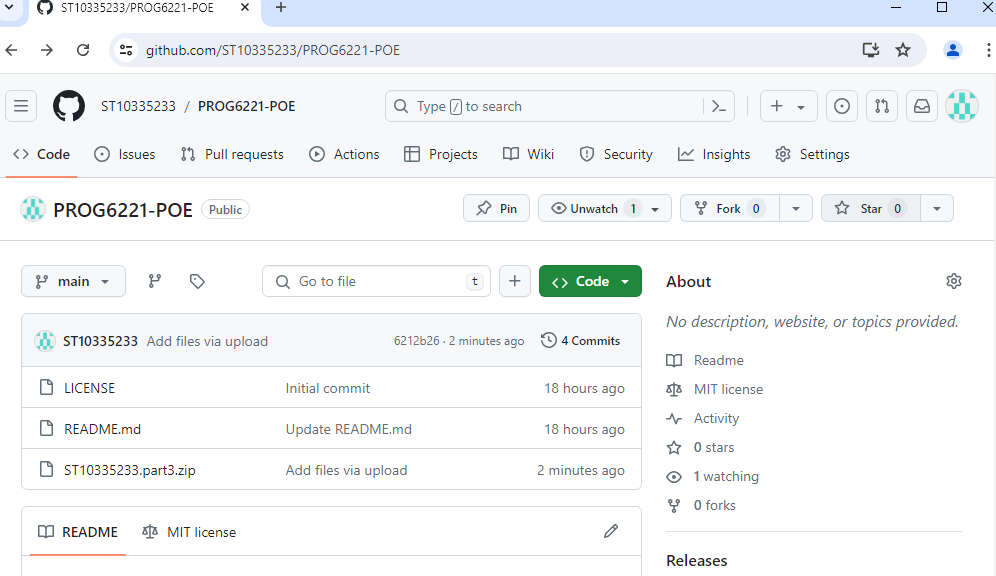 ST10335233/PROG6221-POE
github.com/ST10335233/PROG6221-POE
ST10335233 / PROG6221-POE Type / to search
Code Issues Pull requests Actions Projects Wiki Security Insights Settings
PROG6221-POE Public Pin Unwatch 1 Fork 0 Star 0
main Go to file t Code
About
No description, website, or topics provided.
ST10335233 Add files via upload 6212b26 · 2 minutes ago 4 Commits
LICENSE Initial commit 18 hours ago
README.md Update README.md 18 hours ago
ST10335233.part3.zip Add files via upload 2 minutes ago
README MIT license
Readme
MIT license
Activity
0 stars
1 watching
0 forks
Releases